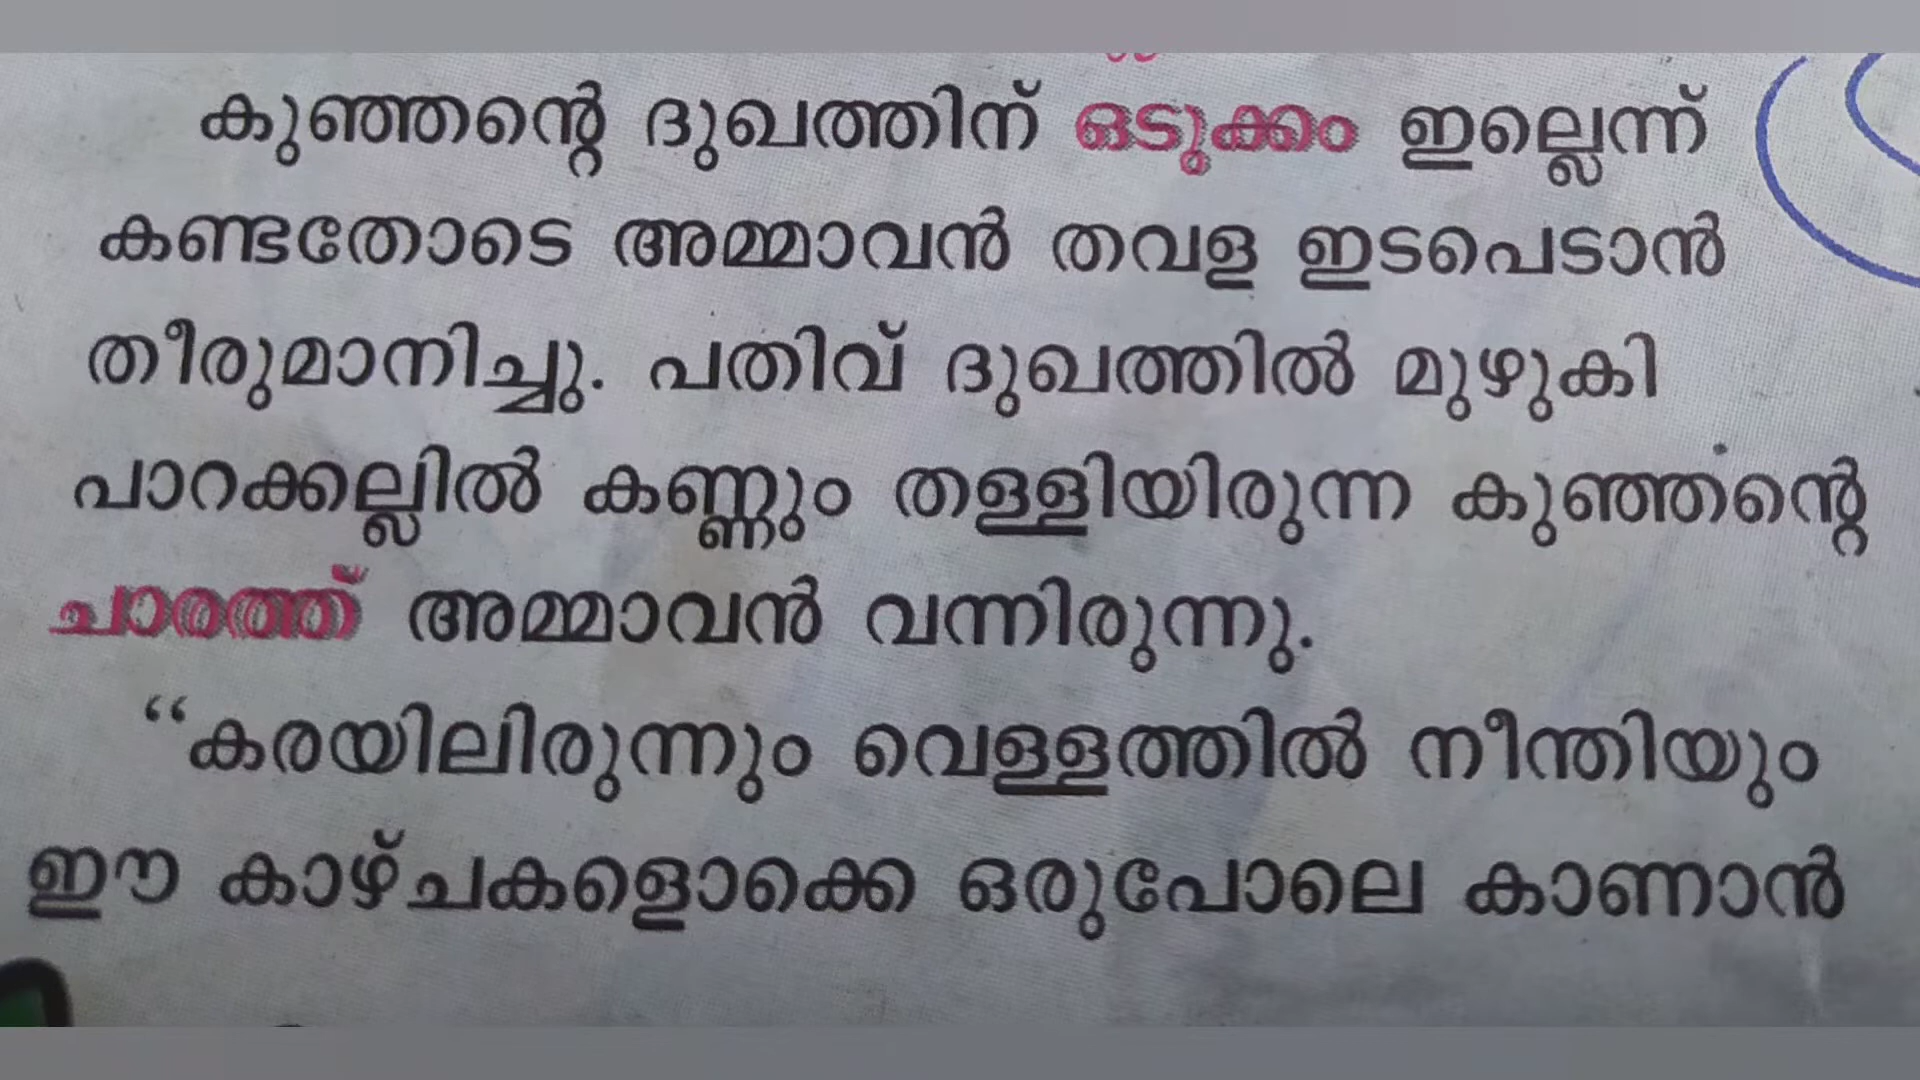 കുഞ്ഞന്റെ ദുഖത്തിന് ഒടുക്കം ഇല്ലെന്ന്
കണ്ടതോടെ അമ്മാവൻ തവള ഇടപെടാൻ
തീരുമാനിച്ചു. പതിവ് ദുഖത്തിൽ മുഴുകി
പാറക്കല്ലിൽ കണ്ണും തള്ളിയിരുന്ന കുഞ്ഞന്റെ
ചാരത്ത് അമ്മാവൻ വന്നിരുന്നു.
“കരയിലിരുന്നും വെള്ളത്തിൽ നീന്തിയും
ഈ കാഴ്ചകളൊക്കെ ഒരുപോലെ കാണാൻ